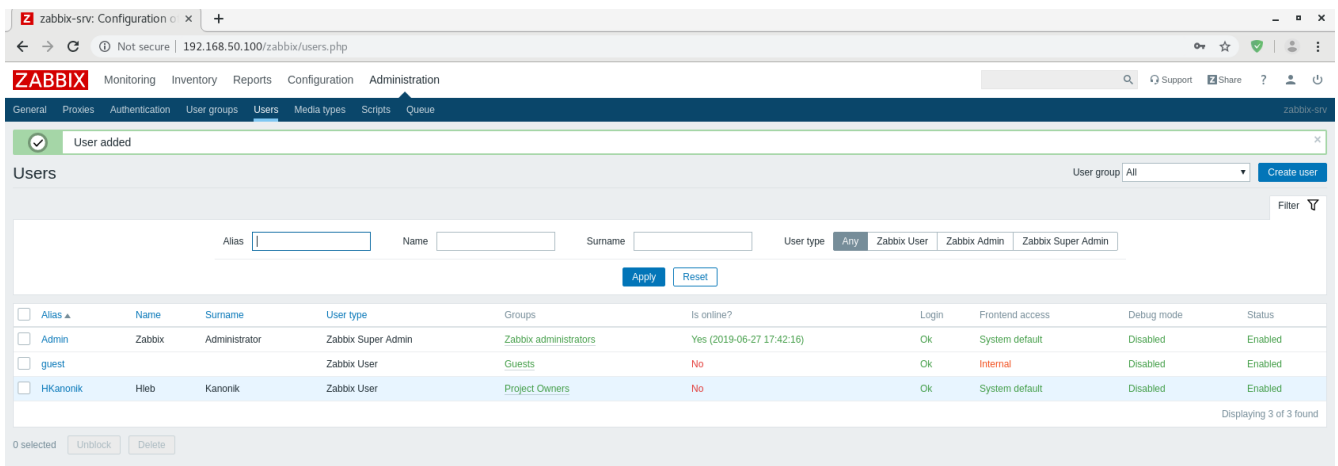 Z zabbix-srv: Configuration o × +
Not secure | 192.168.50.100/zabbix/users.php
ZABBIX Monitoring Inventory Reports Configuration Administration Support Z Share ?
General Proxies Authentication User groups Users Media types Scripts Queue zabbix-srv
User added
Users User group All Create user
Filter
Alias Name Surname User type Any Zabbix User Zabbix Admin Zabbix Super Admin
Apply Reset
Alias Name Surname User type Groups Is online? Login Frontend access Debug mode Status
Admin Zabbix Administrator Zabbix Super Admin Zabbix administrators Yes (2019-06-27 17:42:16) Ok System default Disabled Enabled
guest Zabbix User Guests No Ok Internal Disabled Enabled
HKanonik Hleb Kanonik Zabbix User Project Owners No Ok System default Disabled Enabled
Displaying 3 of 3 found
0 selected Unblock Delete